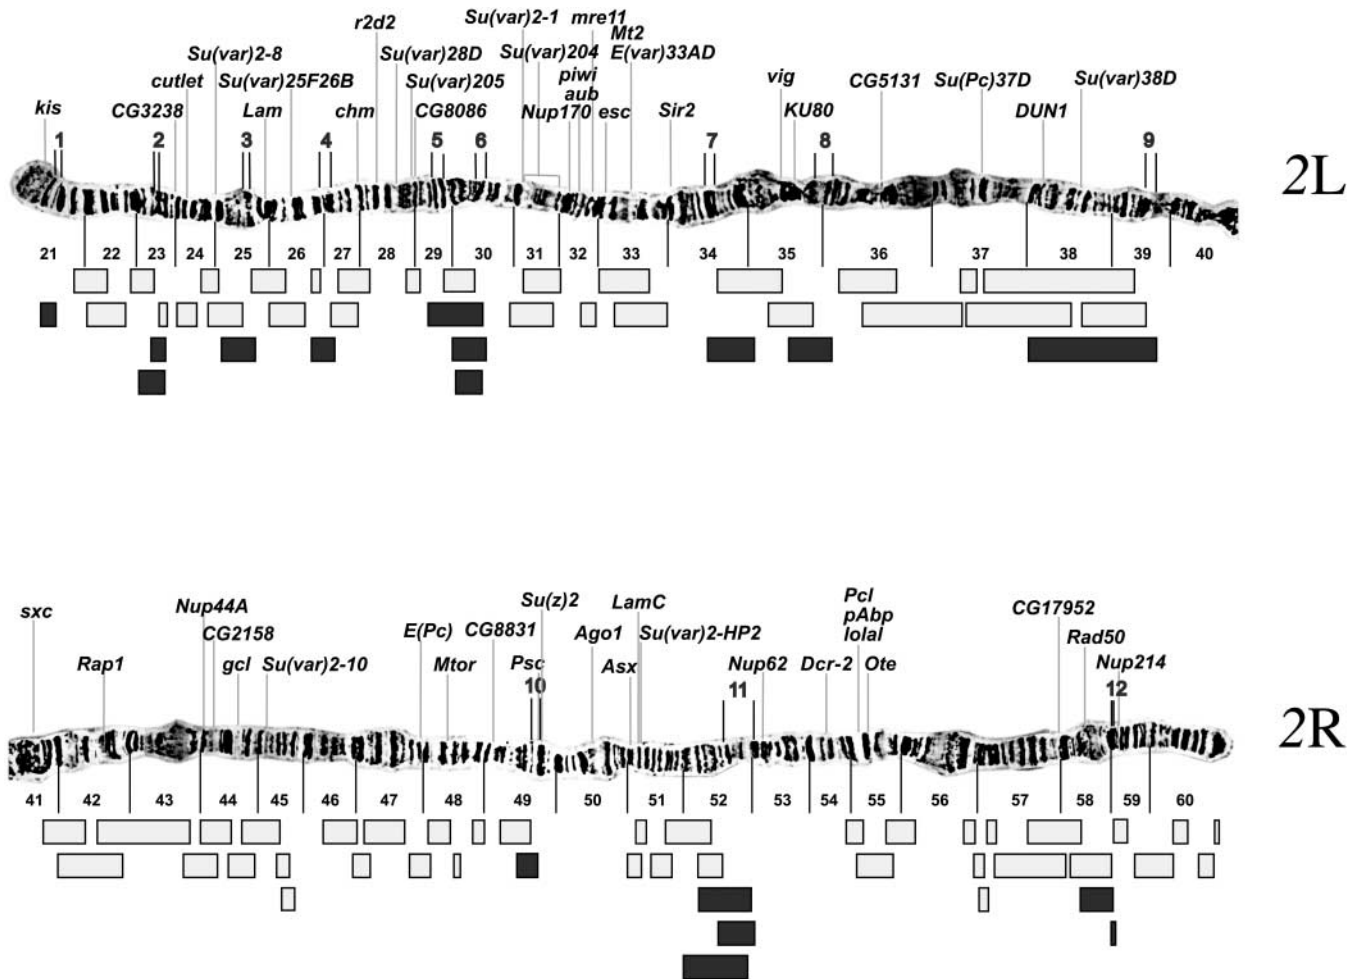 r2d2 Su(var)2-1 mre11
Mt2
Su(var)2-8 Su(var)28D Su(var)204 E(var)33AD
cutlet Su(var)25F26B Su(var)205 piwi vig CG5131 Su(Pc)37D Su(var)38D
kis CG3238 Lam chm CG8086 Nup170 aub esc Sir2 KU80 DUN1
1 2 3 4 5 6 7 8 9
2L
21 22 23 24 25 26 27 28 29 30 31 32 33 34 35 36 37 38 39 40
Su(z)2 LamC Pcl
sxc Nup44A pAbp CG17952
CG2158 E(Pc) CG8831 Ago1 Su(var)2-HP2 lolal Rad50
Rap1 gcl Su(var)2-10 Mtor Psc Asx Nup62 Dcr-2 Ote Nup214
10 11 12
2R
41 42 43 44 45 46 47 48 49 50 51 52 53 54 55 56 57 58 59 60